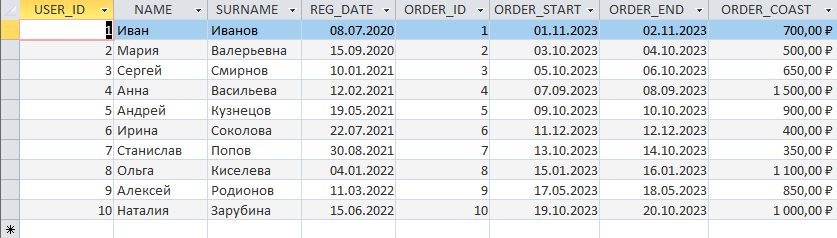 USER_ID NAME SURNAME REG_DATE ORDER_ID ORDER_START ORDER_END ORDER_COAST
1 Иван Иванов 08.07.2020 1 01.11.2023 02.11.2023 700,00 ₽
2 Мария Валерьевна 15.09.2020 2 03.10.2023 04.10.2023 500,00 ₽
3 Сергей Смирнов 10.01.2021 3 05.10.2023 06.10.2023 650,00 ₽
4 Анна Васильева 12.02.2021 4 07.09.2023 08.09.2023 1 500,00 ₽
5 Андрей Кузнецов 19.05.2021 5 09.10.2023 10.10.2023 900,00 ₽
6 Ирина Соколова 22.07.2021 6 11.12.2023 12.12.2023 400,00 ₽
7 Станислав Попов 30.08.2021 7 13.10.2023 14.10.2023 350,00 ₽
8 Ольга Киселева 04.01.2022 8 15.01.2023 16.01.2023 1 100,00 ₽
9 Алексей Родионов 11.03.2022 9 17.05.2023 18.05.2023 850,00 ₽
10 Наталия Зарубина 15.06.2022 10 19.10.2023 20.10.2023 1 000,00 ₽